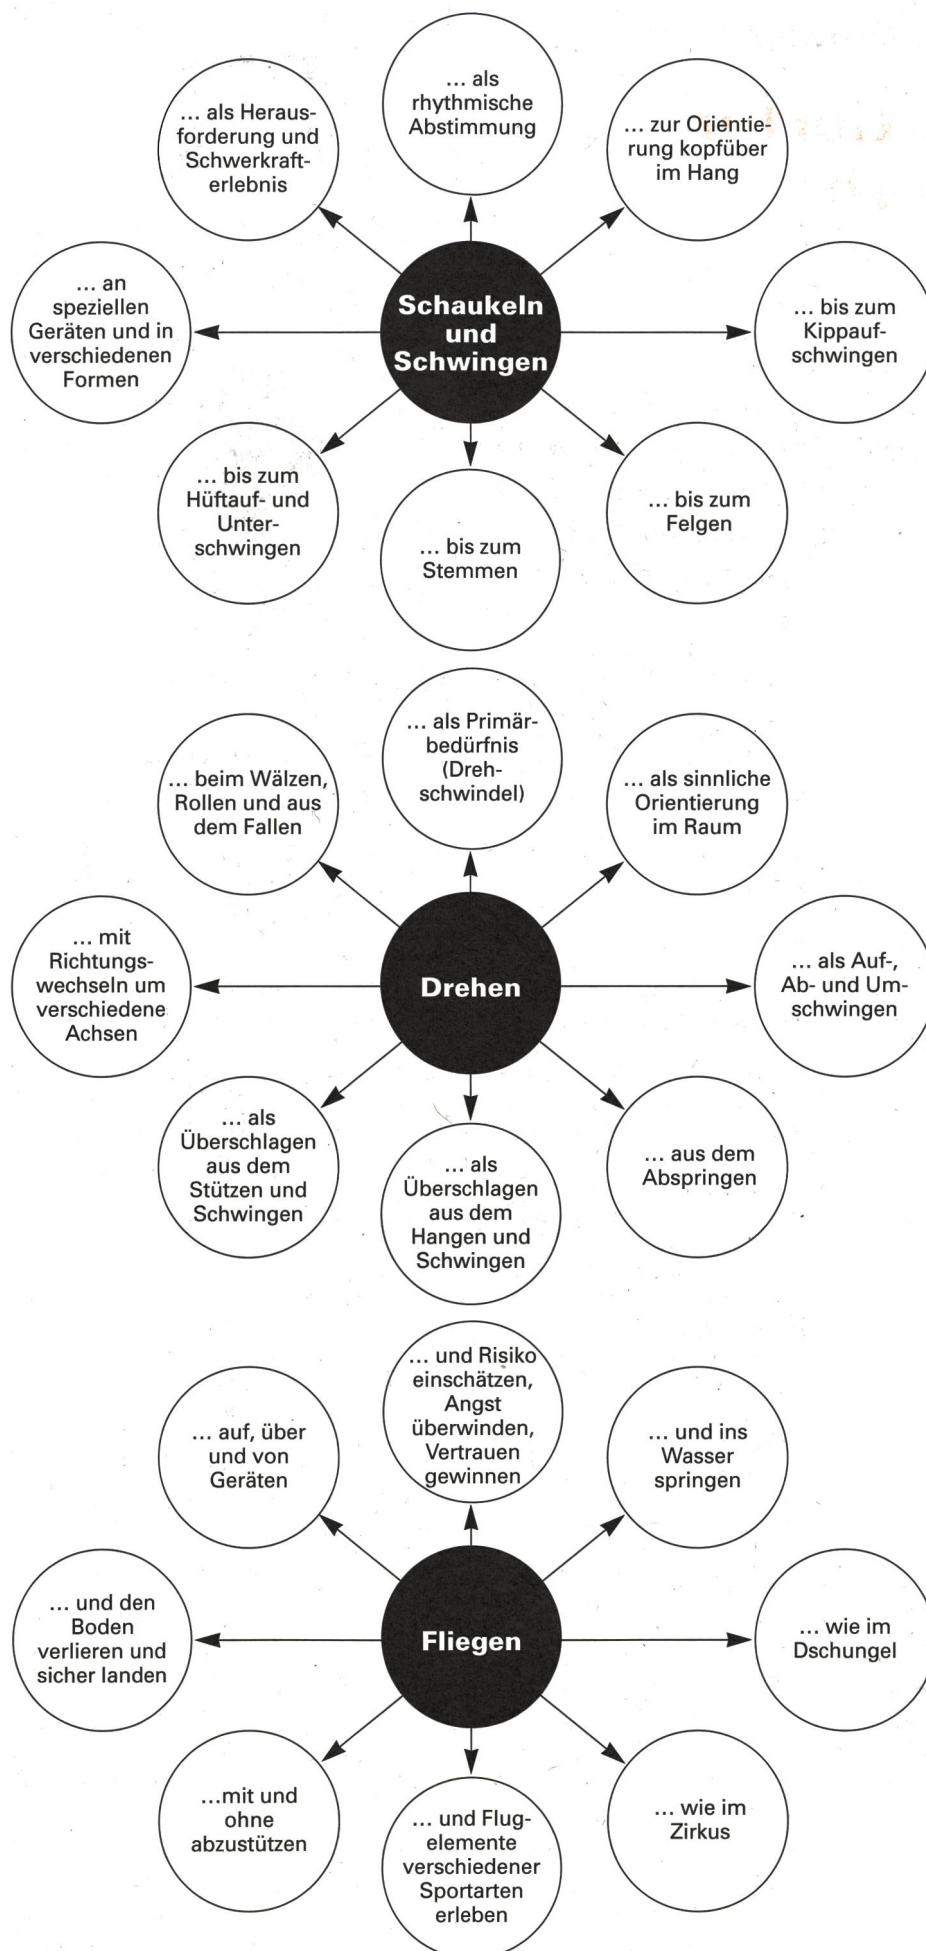 … als
rhythmische
Abstimmung
… als Heraus-
forderung und
Schwerkraft-
erlebnis
… zur Orientie-
rung kopfüber
im Hang
… an
speziellen
Geräten und in
verschiedenen
Formen
Schaukeln
und
Schwingen
… bis zum
Kippauf-
schwingen
… bis zum
Hüftauf- und
Unter-
schwingen
… bis zum
Stemmen
… bis zum
Felgen
… als Primär-
bedürfnis
(Dreh-
schwindel)
… beim Wälzen,
Rollen und aus
dem Fallen
… als sinnliche
Orientierung
im Raum
… mit
Richtungs-
wechseln um
verschiedene
Achsen
Drehen
… als Auf-,
Ab- und Um-
schwingen
… als
Überschlagen
aus dem
Stützen und
Schwingen
… als
Überschlagen
aus dem
Hangen und
Schwingen
… aus dem
Abspringen
… und Risiko
einschätzen,
Angst
überwinden,
Vertrauen
gewinnen
… auf, über
und von
Geräten
… und ins
Wasser
springen
… und den
Boden
verlieren und
sicher landen
Fliegen
… wie im
Dschungel
…mit und
ohne
abzustützen
… und Flug-
elemente
verschiedener
Sportarten
erleben
… wie im
Zirkus